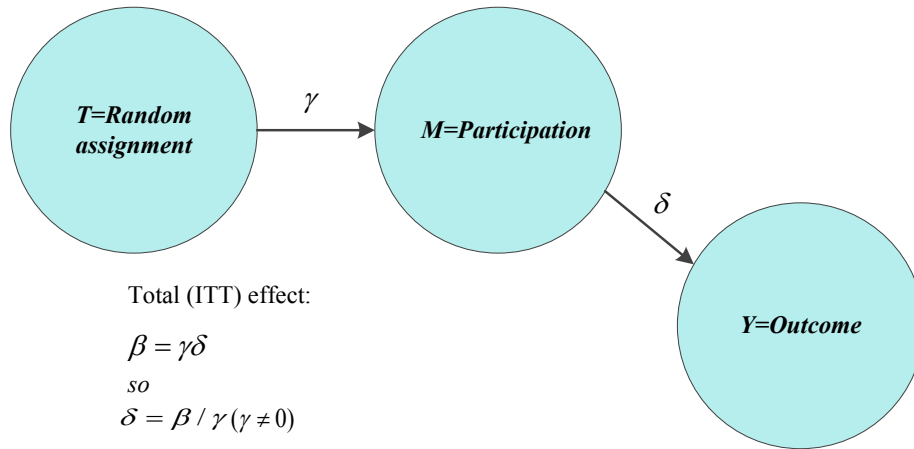 γ
T=Random
assignment
M=Participation
δ
Y=Outcome
Total (ITT) effect:
β = γδ
so
δ = β / γ (γ ≠ 0)